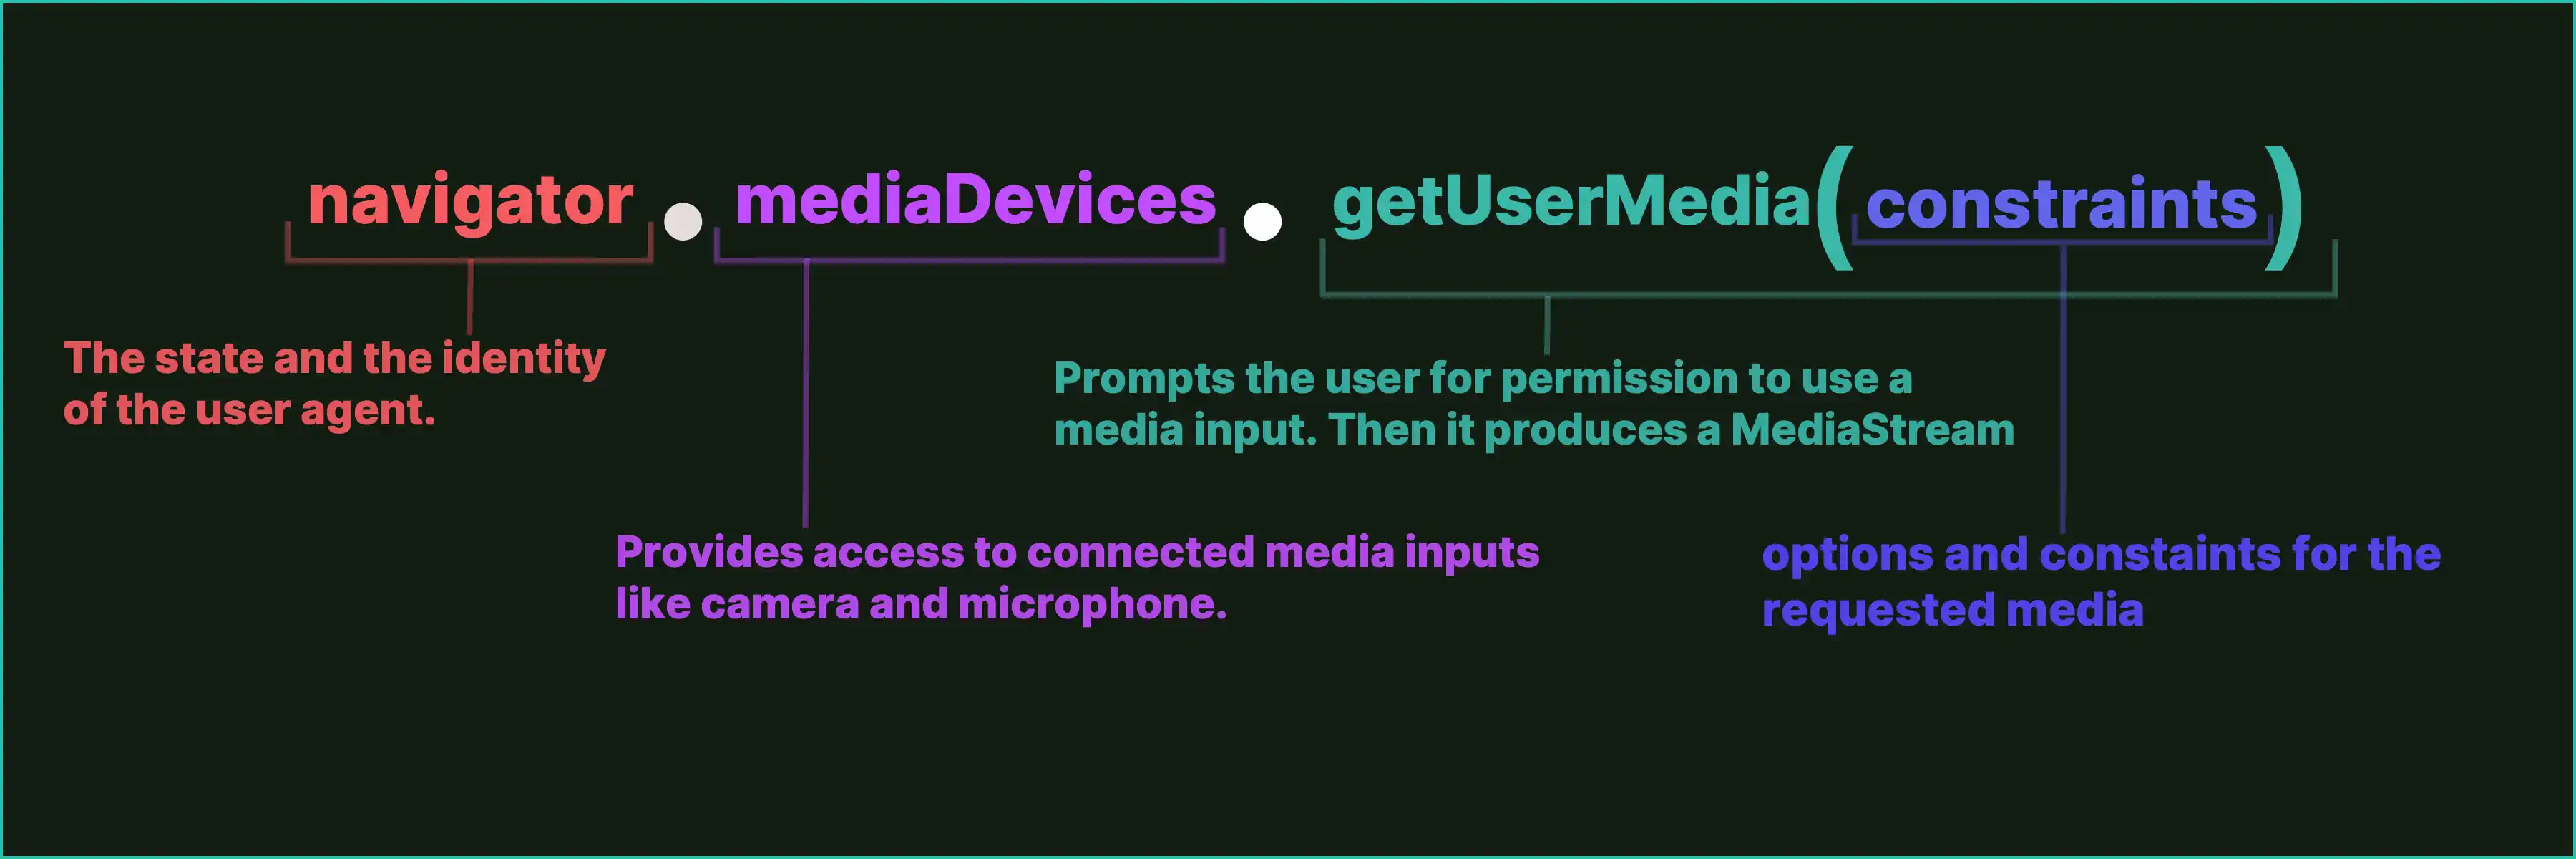 navigator.mediaDevices.getUserMedia(constraints)
The state and the identity
of the user agent.
Prompts the user for permission to use a
media input. Then it produces a MediaStream
Provides access to connected media inputs
like camera and microphone.
options and constaints for the
requested media